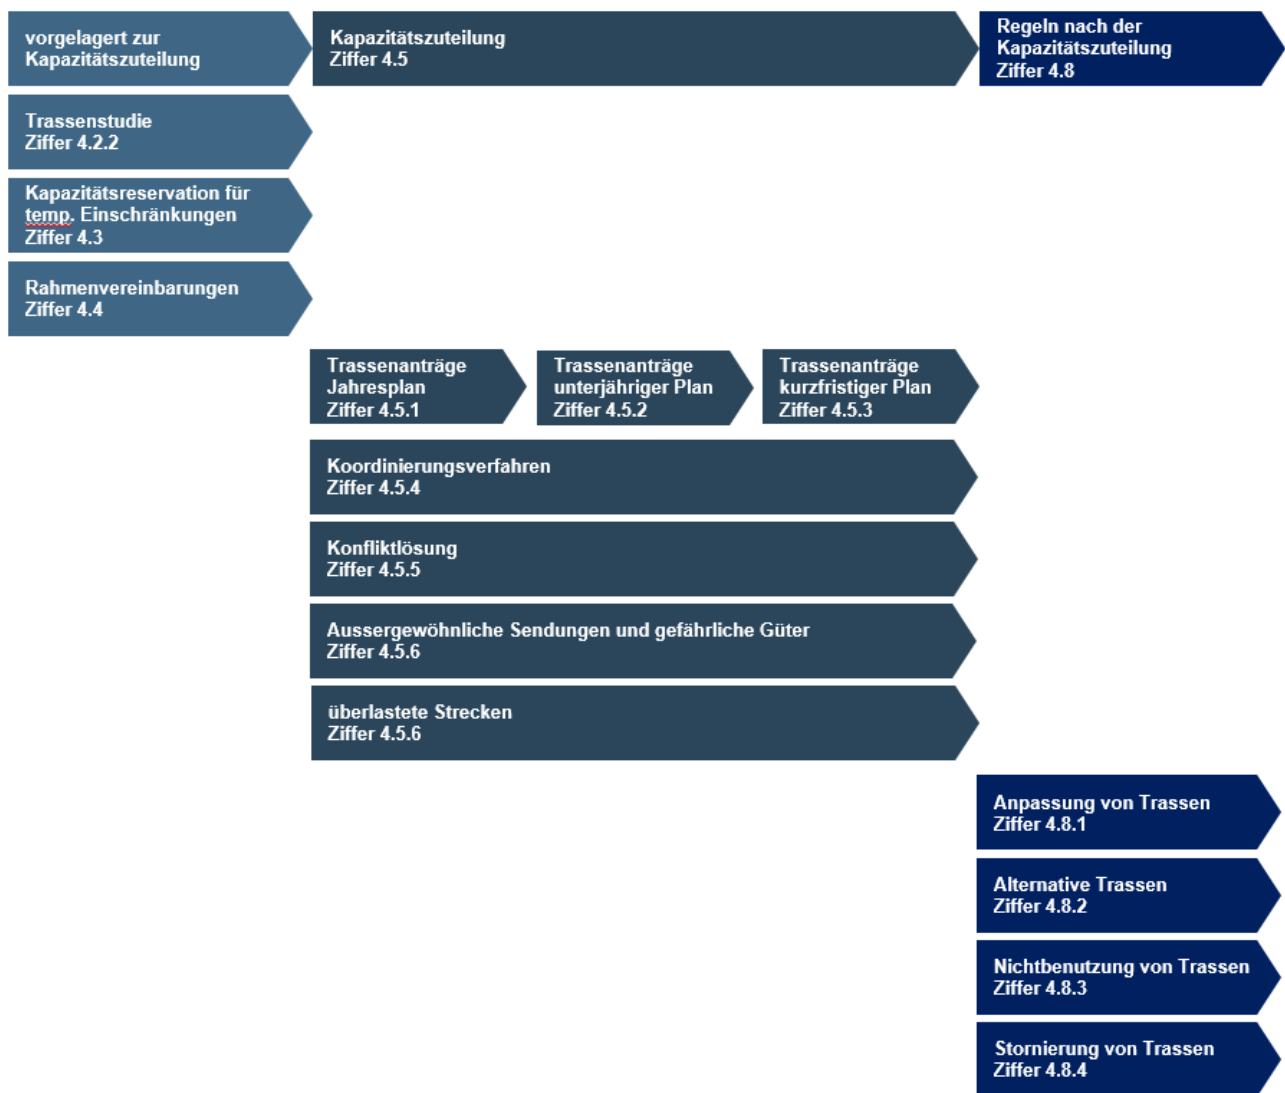 vorgelagert zur
Kapazitätszuteilung
Kapazitätszuteilung
Ziffer 4.5
Regeln nach der
Kapazitätszuteilung
Ziffer 4.8
Trassenstudie
Ziffer 4.2.2
Kapazitätsreservation für
temp. Einschränkungen
Ziffer 4.3
Rahmenvereinbarungen
Ziffer 4.4
Trassenanträge
Jahresplan
Ziffer 4.5.1
Trassenanträge
unterjähriger Plan
Ziffer 4.5.2
Trassenanträge
kurzfristiger Plan
Ziffer 4.5.3
Koordinierungsverfahren
Ziffer 4.5.4
Konfliktlösung
Ziffer 4.5.5
Aussergewöhnliche Sendungen und gefährliche Güter
Ziffer 4.5.6
überlastete Strecken
Ziffer 4.5.6
Anpassung von Trassen
Ziffer 4.8.1
Alternative Trassen
Ziffer 4.8.2
Nichtbenutzung von Trassen
Ziffer 4.8.3
Stornierung von Trassen
Ziffer 4.8.4